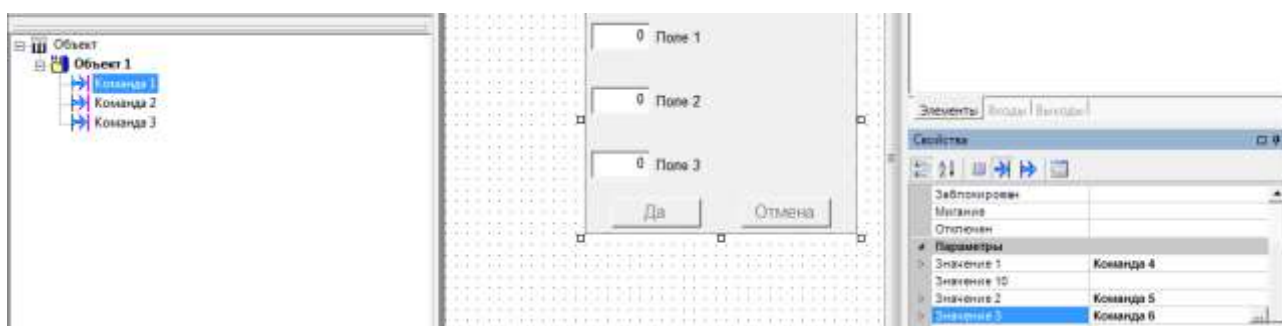 Объект
Объект 1
Команда 1
Команда 2
Команда 3
0 Поле 1
0 Поле 2
0 Поле 3
Да Отмена
Элементы Входы Выходы
Свойства
Заблокирован
Мигание
Отключен
Параметры
Значение 1 Команда 4
Значение 10
Значение 2 Команда 5
Значение 3 Команда 6
...